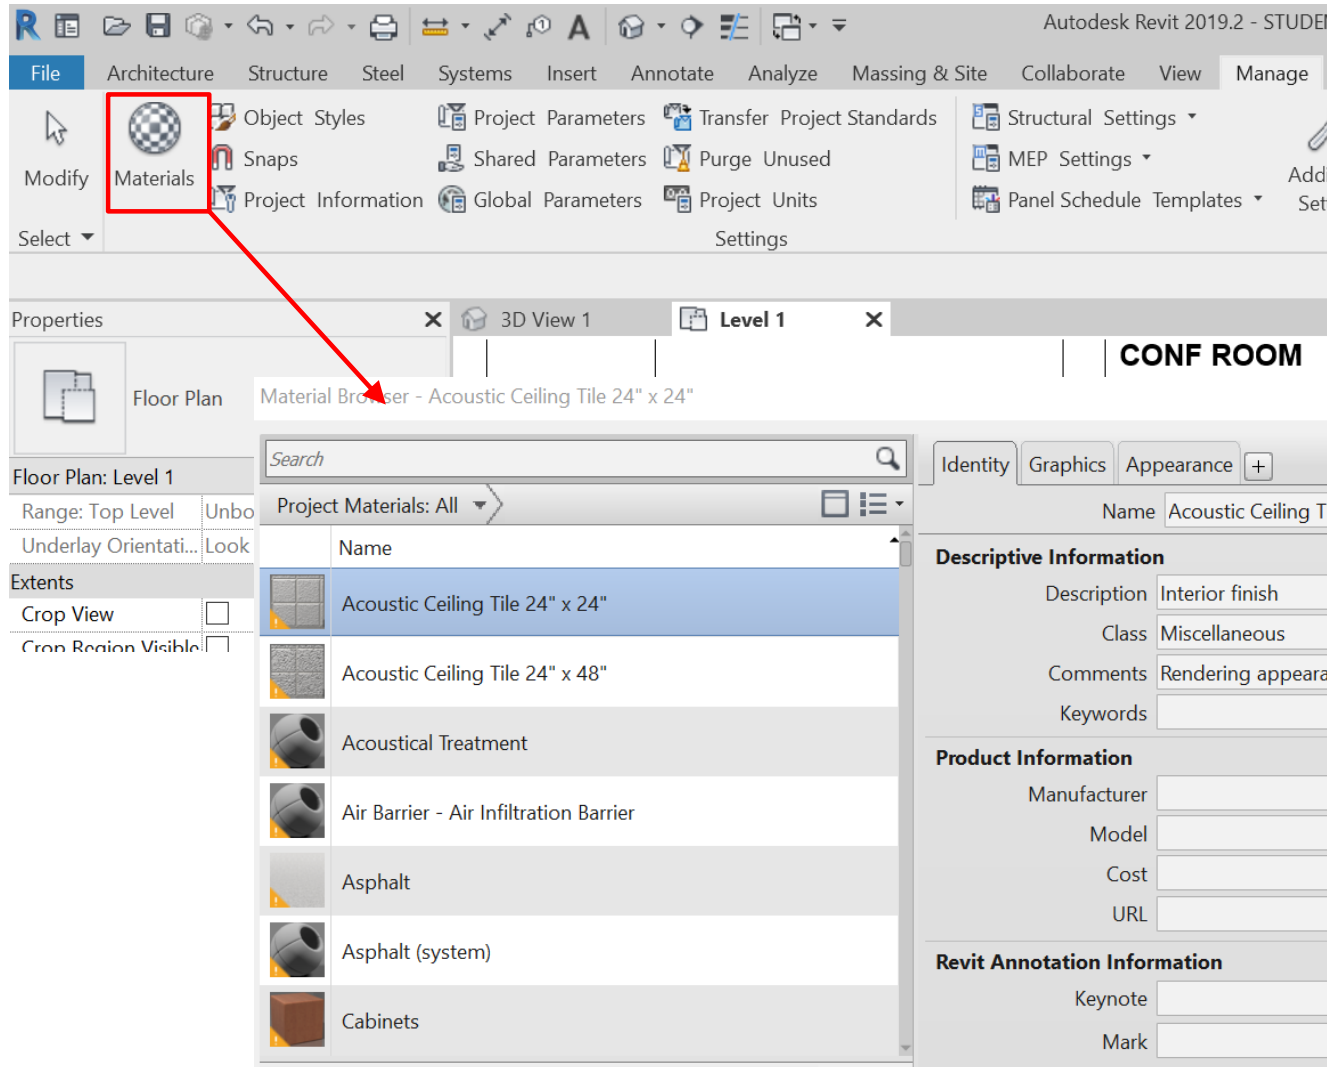 Autodesk Revit 2019.2 - STUDE
File Architecture Structure Steel Systems Insert Annotate Analyze Massing & Site Collaborate View Manage
Object Styles Project Parameters Transfer Project Standards Structural Settings
Snaps Shared Parameters Purge Unused MEP Settings
Modify Materials Project Information Global Parameters Project Units Panel Schedule Templates Addi
Set
Select Settings
Properties 3D View 1 Level 1
CONF ROOM
Floor Plan
Material Browser - Acoustic Ceiling Tile 24" x 24"
Search
Identity Graphics Appearance +
Floor Plan: Level 1
Range: Top Level Unbo
Project Materials: All
Name Acoustic Ceiling T
Underlay Orientati... Look
Name
Descriptive Information
Extents
Crop View
Crop Region Visible
Acoustic Ceiling Tile 24" x 24"
Description Interior finish
Class Miscellaneous
Acoustic Ceiling Tile 24" x 48"
Comments Rendering appeara
Keywords
Acoustical Treatment
Product Information
Manufacturer
Air Barrier - Air Infiltration Barrier
Model
Asphalt
Cost
URL
Asphalt (system)
Revit Annotation Information
Keynote
Cabinets
Mark